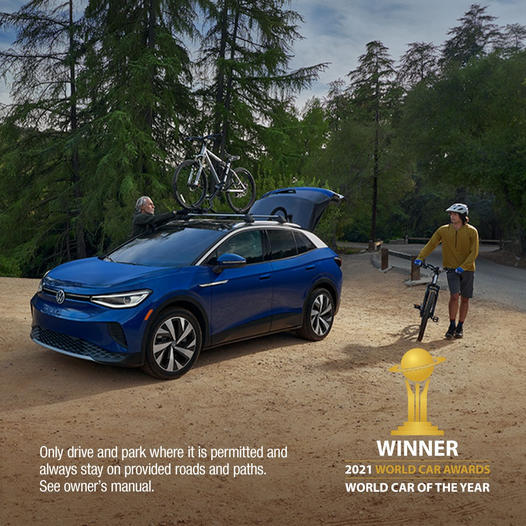 Only drive and park where it is permitted and
always stay on provided roads and paths.
See owner's manual.
WINNER
2021 WORLD CAR AWARDS
WORLD CAR OF THE YEAR